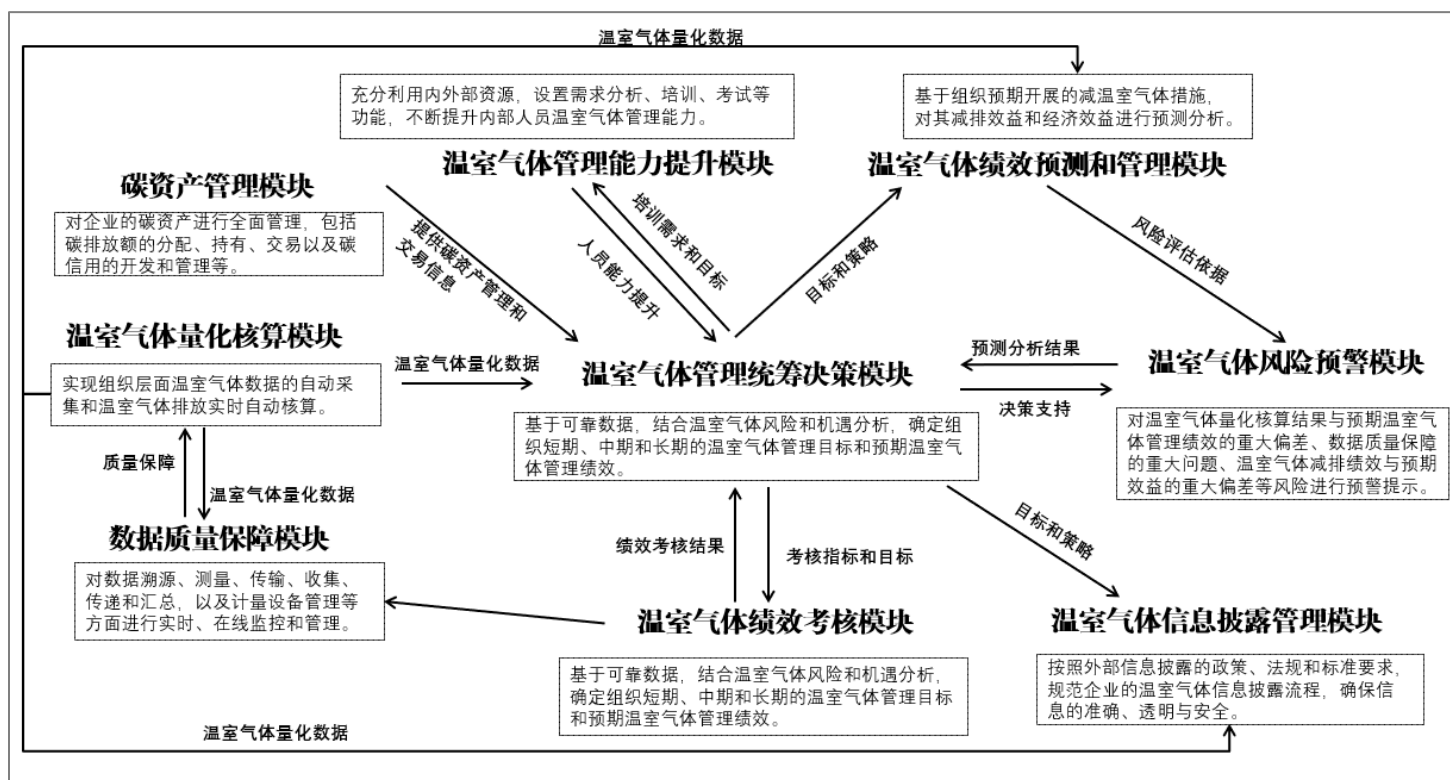 温室气体量化数据
充分利用内外部资源，设置需求分析、培训、考试等
功能，不断提升内部人员温室气体管理能力。
温室气体管理能力提升模块
基于组织预期开展的减温室气体措施，
对其减排效益和经济效益进行预测分析。
温室气体绩效预测和管理模块
碳资产管理模块
对企业的碳资产进行全面管理，包括
碳排放额的分配、持有、交易以及碳
信用的开发和管理等。
提供碳资产管理和
交易信息
人员能力提升
培训需求和目标
目标和策略
风险评估依据
温室气体量化核算模块
实现组织层面温室气体数据的自动采
集和温室气体排放实时自动核算。
温室气体量化数据
温室气体管理统筹决策模块
基于可靠数据，结合温室气体风险和机遇分析，确定
组织短期、中期和长期的温室气体管理目标和预期温室气
体管理绩效。
预测分析结果
决策支持
温室气体风险预警模块
对温室气体量化核算结果与预期温室气
体管理绩效的重大偏差、数据质量保障
的重大问题、温室气体减排绩效与预期
效益的重大偏差等风险进行预警提示。
质量保障
温室气体量化数据
数据质量保障模块
对数据溯源、测量、传输、收集、
传递和汇总，以及计量设备管理等
方面进行实时、在线监控和管理。
绩效考核结果
考核指标和目标
目标和策略
温室气体绩效考核模块
基于可靠数据，结合温室气体风险和机遇分析，
确定组织短期、中期和长期的温室气体管理目标
和预期温室气体管理绩效。
温室气体信息披露管理模块
按照外部信息披露的政策、法规和标准要求，
规范企业的温室气体信息披露流程，确保信
息的准确、透明与安全。
温室气体量化数据